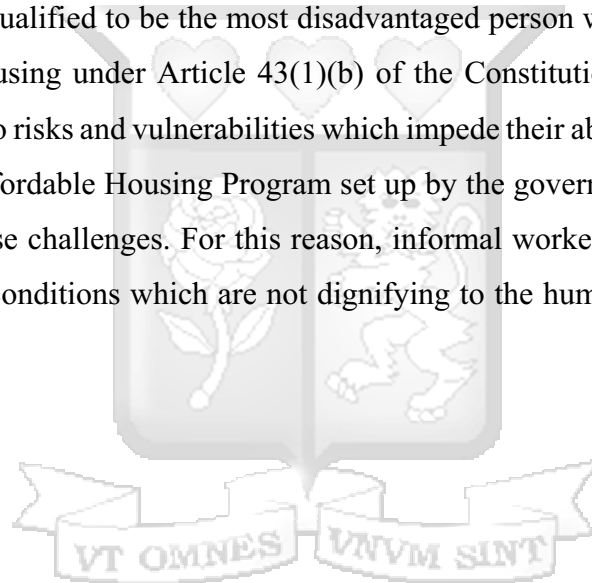 ualified to be the most disadvantaged person w
using under Article 43(1)(b) of the Constituti
o risks and vulnerabilities which impede their ab
fordable Housing Program set up by the govern
se challenges. For this reason, informal worke
onditions which are not dignifying to the hum
VT OMNES VNVM SINT